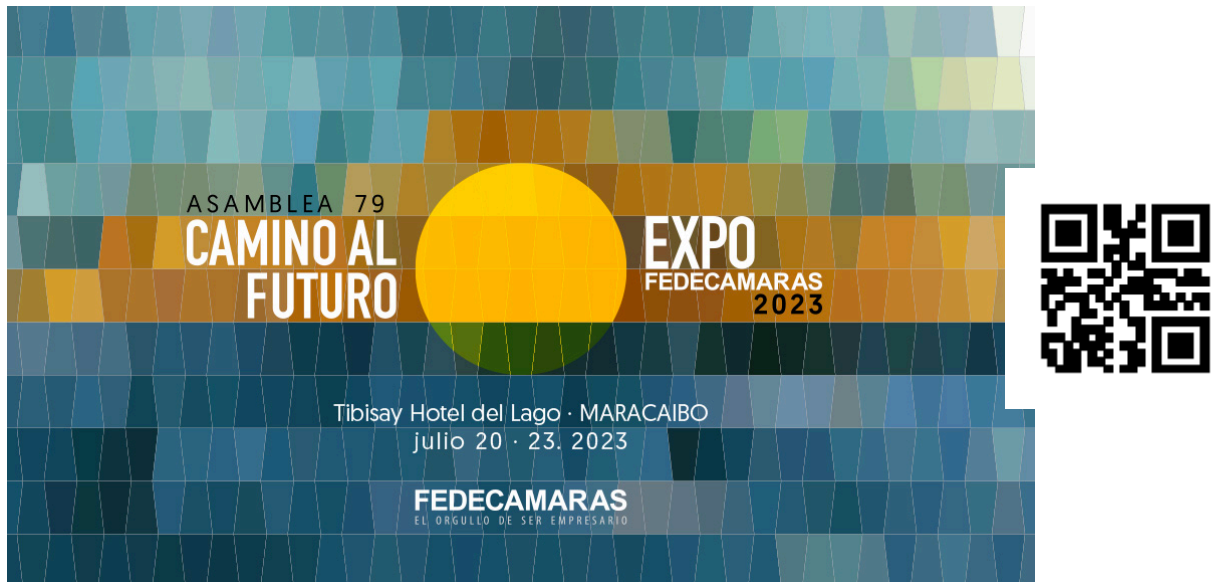 ASAMBLEA 79
CAMINO AL
FUTURO
EXPO
FEDECAMARAS
2023
Tibisay Hotel del Lago · MARACAIBO
julio 20 · 23. 2023
FEDECAMARAS
EL ORGULLO DE SER EMPRESARIO